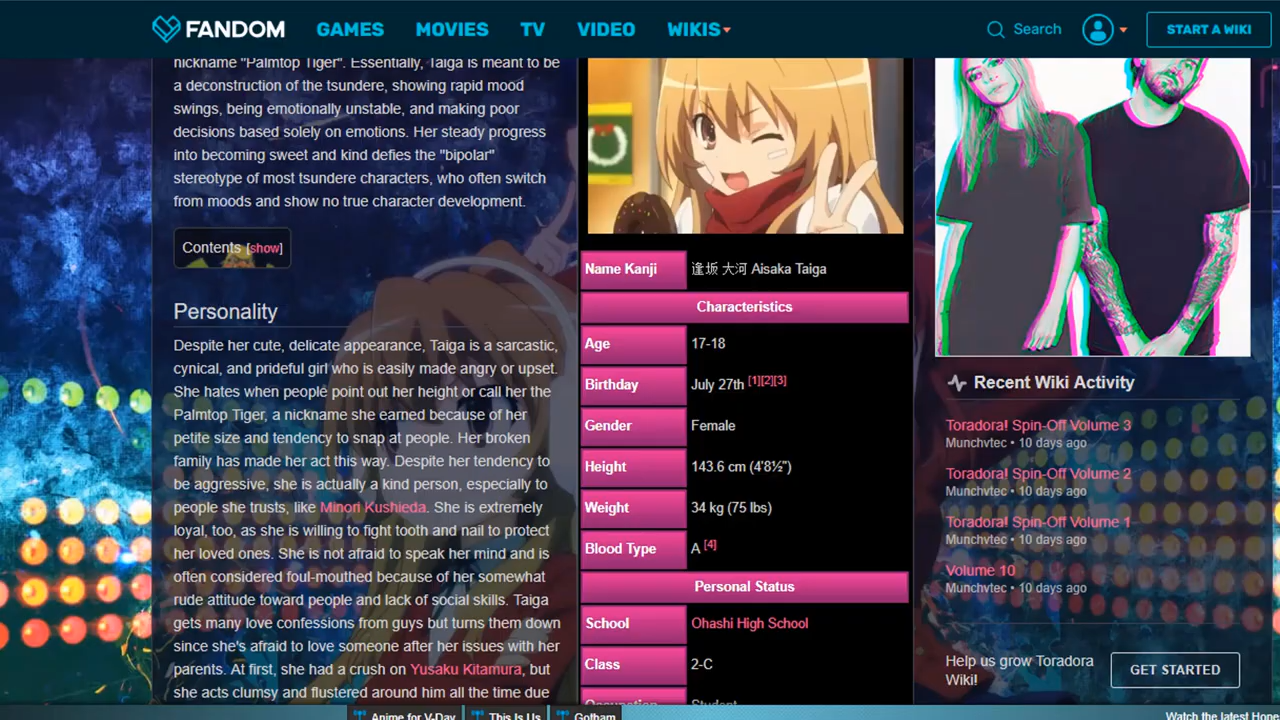 FANDOM GAMES MOVIES TV VIDEO WIKIS Search START A WIKI
nickname "Palmtop Tiger". Essentially, Taiga is meant to
a deconstruction of the tsundere, showing rapid mood
swings, being emotionally unstable, and making poor
decisions based solely on emotions. Her steady progress
into becoming sweet and kind defies the "bipolar"
stereotype of most tsundere characters, who often switch
from moods and show no true character development.
Contents [show]
Personality
Despite her cute, delicate appearance, Taiga is a sarcastic,
cynical, and prideful girl who is easily made angry or upset.
She hates when people point out her height or call her the
Palmtop Tiger, a nickname she earned because of her
petite size and tendency to snap at people. Her broken
family has made her act this way. Despite her tendency to
be aggressive, she is actually a kind person, especially to
people she trusts, like Minori Kushieda. She is extremely
loyal, too, as she is willing to fight tooth and nail to protect
her loved ones. She is not afraid to speak her mind and is
often considered foul-mouthed because of her somewhat
rude attitude toward people and lack of social skills. Taiga
gets many love confessions from guys but turns them down
since she's afraid to love someone after her issues with her
parents. At first, she had a crush on Yusaku Kitamura, but
she acts clumsy and flustered around him all the time due
Name Kanji 逢坂 大河 Aisaka Taiga
Characteristics
Age 17-18
Birthday July 27th [1][2][3]
Gender Female
Height 143.6 cm (4'8½")
Weight 34 kg (75 lbs)
Blood Type A [4]
Personal Status
School Ohashi High School
Class 2-C
Occupation Student
Recent Wiki Activity
Toradora! Spin-Off Volume 3
Munchvtec • 10 days ago
Toradora! Spin-Off Volume 2
Munchvtec • 10 days ago
Toradora! Spin-Off Volume 1
Munchvtec • 10 days ago
Volume 10
Munchvtec • 10 days ago
Help us grow Toradora
Wiki!
GET STARTED
Anime for V-Day This Is Us Gotham Watch the latest Hone